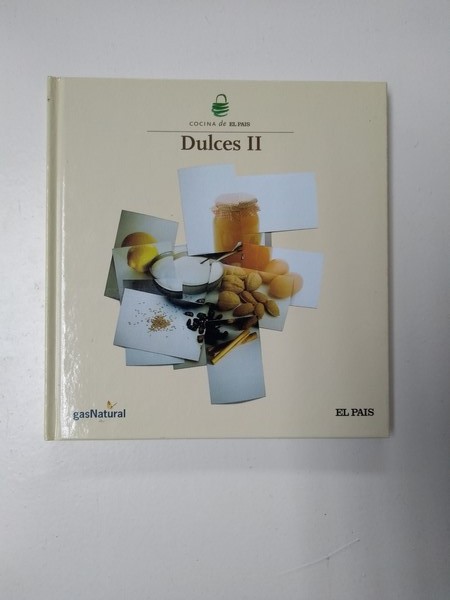 COCINA de EL PAIS
Dulces II
gasNatural
EL PAIS